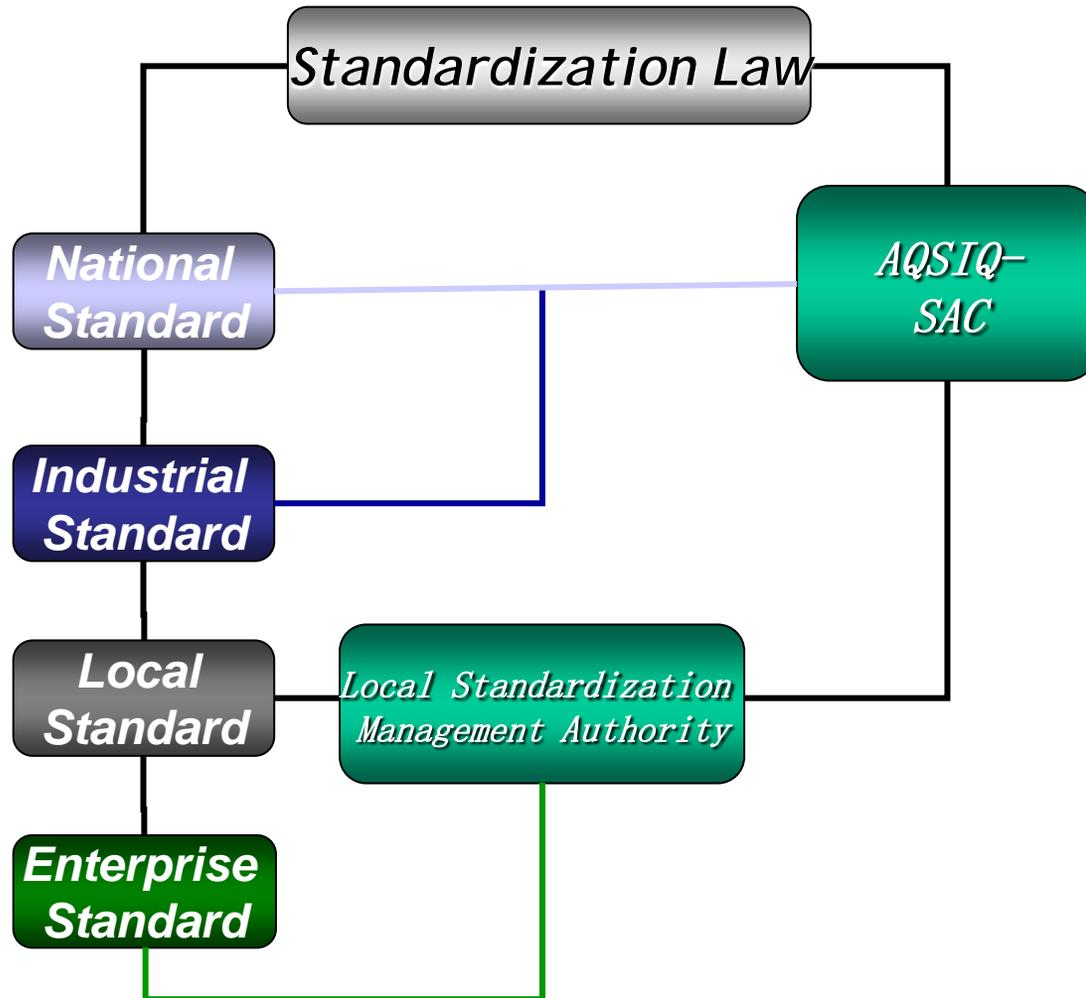 Standardization Law
National
Standard
AQSIQ-
SAC
Industrial
Standard
Local
Standard
Local Standardization
Management Authority
Enterprise
Standard